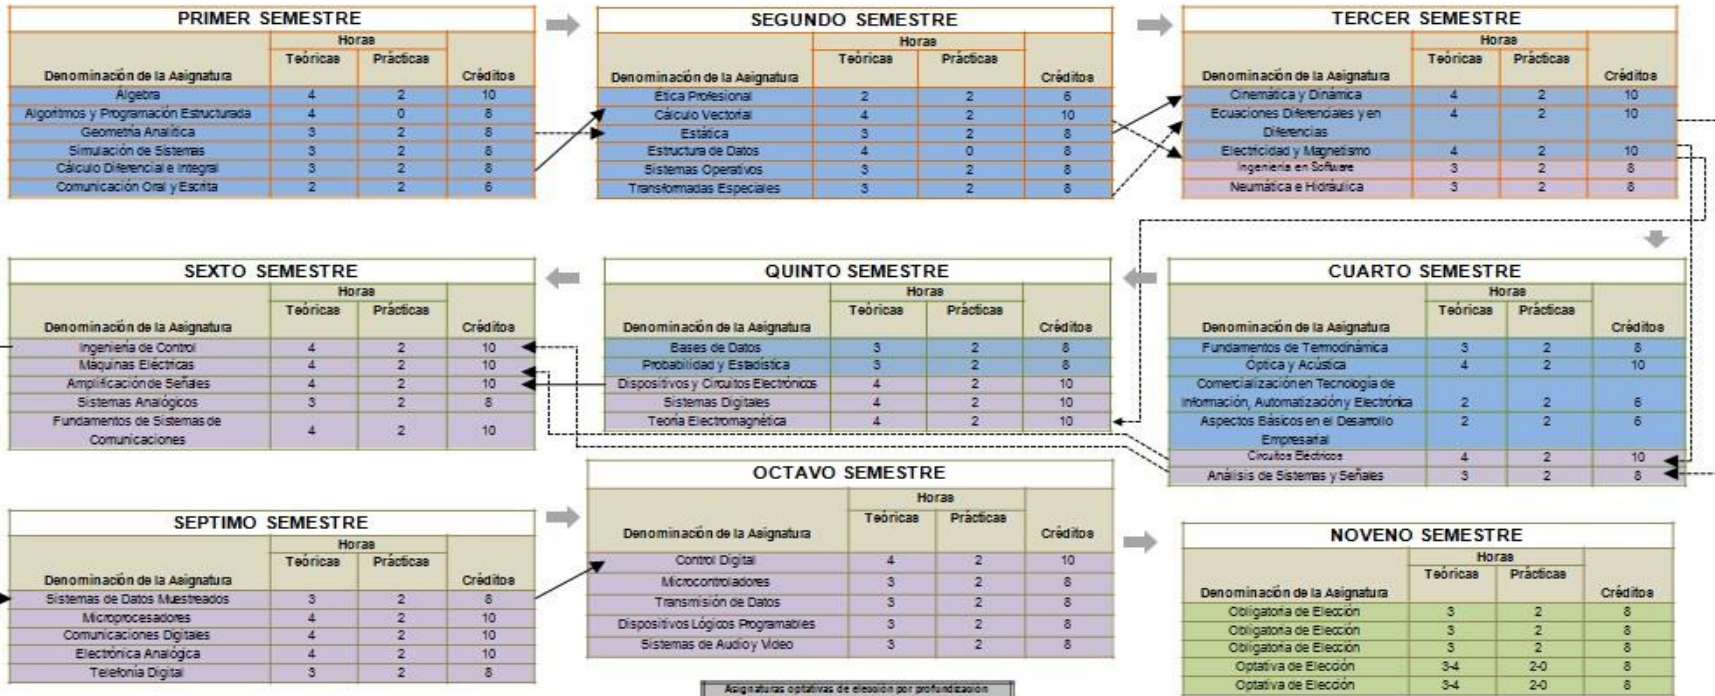 PRIMER SEMESTRE
Horas
Teóricas Prácticas
Denominación de la Asignatura Créditos
Álgebra 4 2 10
Algoritmos y Programación Estructurada 4 0 8
Geometría Analítica 3 2 8
Simulación de Sistemas 3 2 8
Cálculo Diferencial e Integral 3 2 8
Comunicación Oral y Escrita 2 2 6
SEGUNDO SEMESTRE
Horas
Teóricas Prácticas
Denominación de la Asignatura Créditos
Ética Profesional 2 2 6
Cálculo Vectorial 4 2 10
Estática 3 2 8
Estructura de Datos 4 0 8
Sistemas Operativos 3 2 8
Transformadas Especiales 3 2 8
TERCER SEMESTRE
Horas
Teóricas Prácticas
Denominación de la Asignatura Créditos
Cinemática y Dinámica 4 2 10
Ecuaciones Diferenciales y en 4 2 10
Diferencias
Electricidad y Magnetismo 4 2 10
Ingeniería en Software 3 2 8
Neumática e Hidráulica 3 2 8
SEXTO SEMESTRE
Horas
Teóricas Prácticas
Denominación de la Asignatura Créditos
Ingeniería de Control 4 2 10
Máquinas Eléctricas 4 2 10
Amplificación de Señales 4 2 10
Sistemas Analógicos 3 2 8
Fundamentos de Sistemas de
Comunicaciones 4 2 10
QUINTO SEMESTRE
Horas
Teóricas Prácticas
Denominación de la Asignatura Créditos
Bases de Datos 3 2 8
Probabilidad y Estadística 3 2 8
Dispositivos y Circuitos Electrónicos 4 2 10
Sistemas Digitales 4 2 10
Teoría Electromagnética 4 2 10
CUARTO SEMESTRE
Horas
Teóricas Prácticas
Denominación de la Asignatura Créditos
Fundamentos de Termodinámica 3 2 8
Óptica y Acústica 4 2 10
Comercialización en Tecnología de
Información, Automatización y Electrónica 2 2 6
Aspectos Básicos en el Desarrollo 2 2 6
Empresarial
Circuitos Eléctricos 4 2 10
Análisis de Sistemas y Señales 3 2 8
SEPTIMO SEMESTRE
Horas
Teóricas Prácticas
Denominación de la Asignatura Créditos
Sistemas de Datos Muestreados 3 2 8
Microprocesadores 4 2 10
Comunicaciones Digitales 4 2 10
Electrónica Analógica 4 2 10
Telefonía Digital 3 2 8
OCTAVO SEMESTRE
Horas
Teóricas Prácticas
Denominación de la Asignatura Créditos
Control Digital 4 2 10
Microcontroladores 3 2 8
Transmisión de Datos 3 2 8
Dispositivos Lógicos Programables 3 2 8
Sistemas de Audio y Video 3 2 8
NOVENO SEMESTRE
Horas
Teóricas Prácticas
Denominación de la Asignatura Créditos
Obligatoria de Elección 3 2 8
Obligatoria de Elección 3 2 8
Obligatoria de Elección 3 2 8
Optativa de Elección 3-4 2-0 8
Optativa de Elección 3-4 2-0 8
Asignaturas optativas de elección por profundización